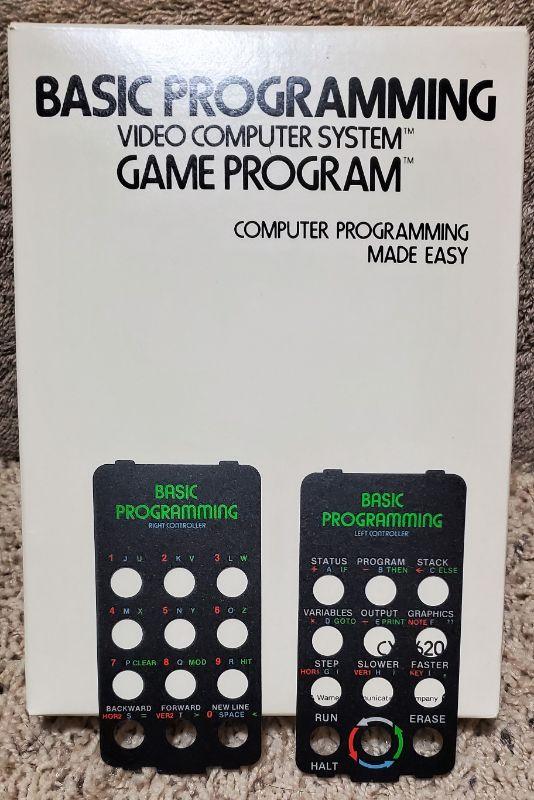 BASIC PROGRAMMING
VIDEO COMPUTER SYSTEM™
GAME PROGRAM™
COMPUTER PROGRAMMING
MADE EASY
BASIC
PROGRAMMING
RIGHT CONTROLLER
1 J U 2 K V 3 L W
4 M X 5 N Y 6 O Z
7 P CLEAR 8 Q MOD 9 R HIT
BACKWARD FORWARD NEW LINE
HOR2 S = VER2 T > 0 SPACE <
BASIC
PROGRAMMING
LEFT CONTROLLER
STATUS PROGRAM STACK
+ A IF − B THEN ← C ELSE
VARIABLES OUTPUT GRAPHICS
× D GOTO ÷ E PRINT NOTE F "
STEP SLOWER FASTER
HOR1 G ( VER1 H ) KEY I ,
RUN ERASE
HALT